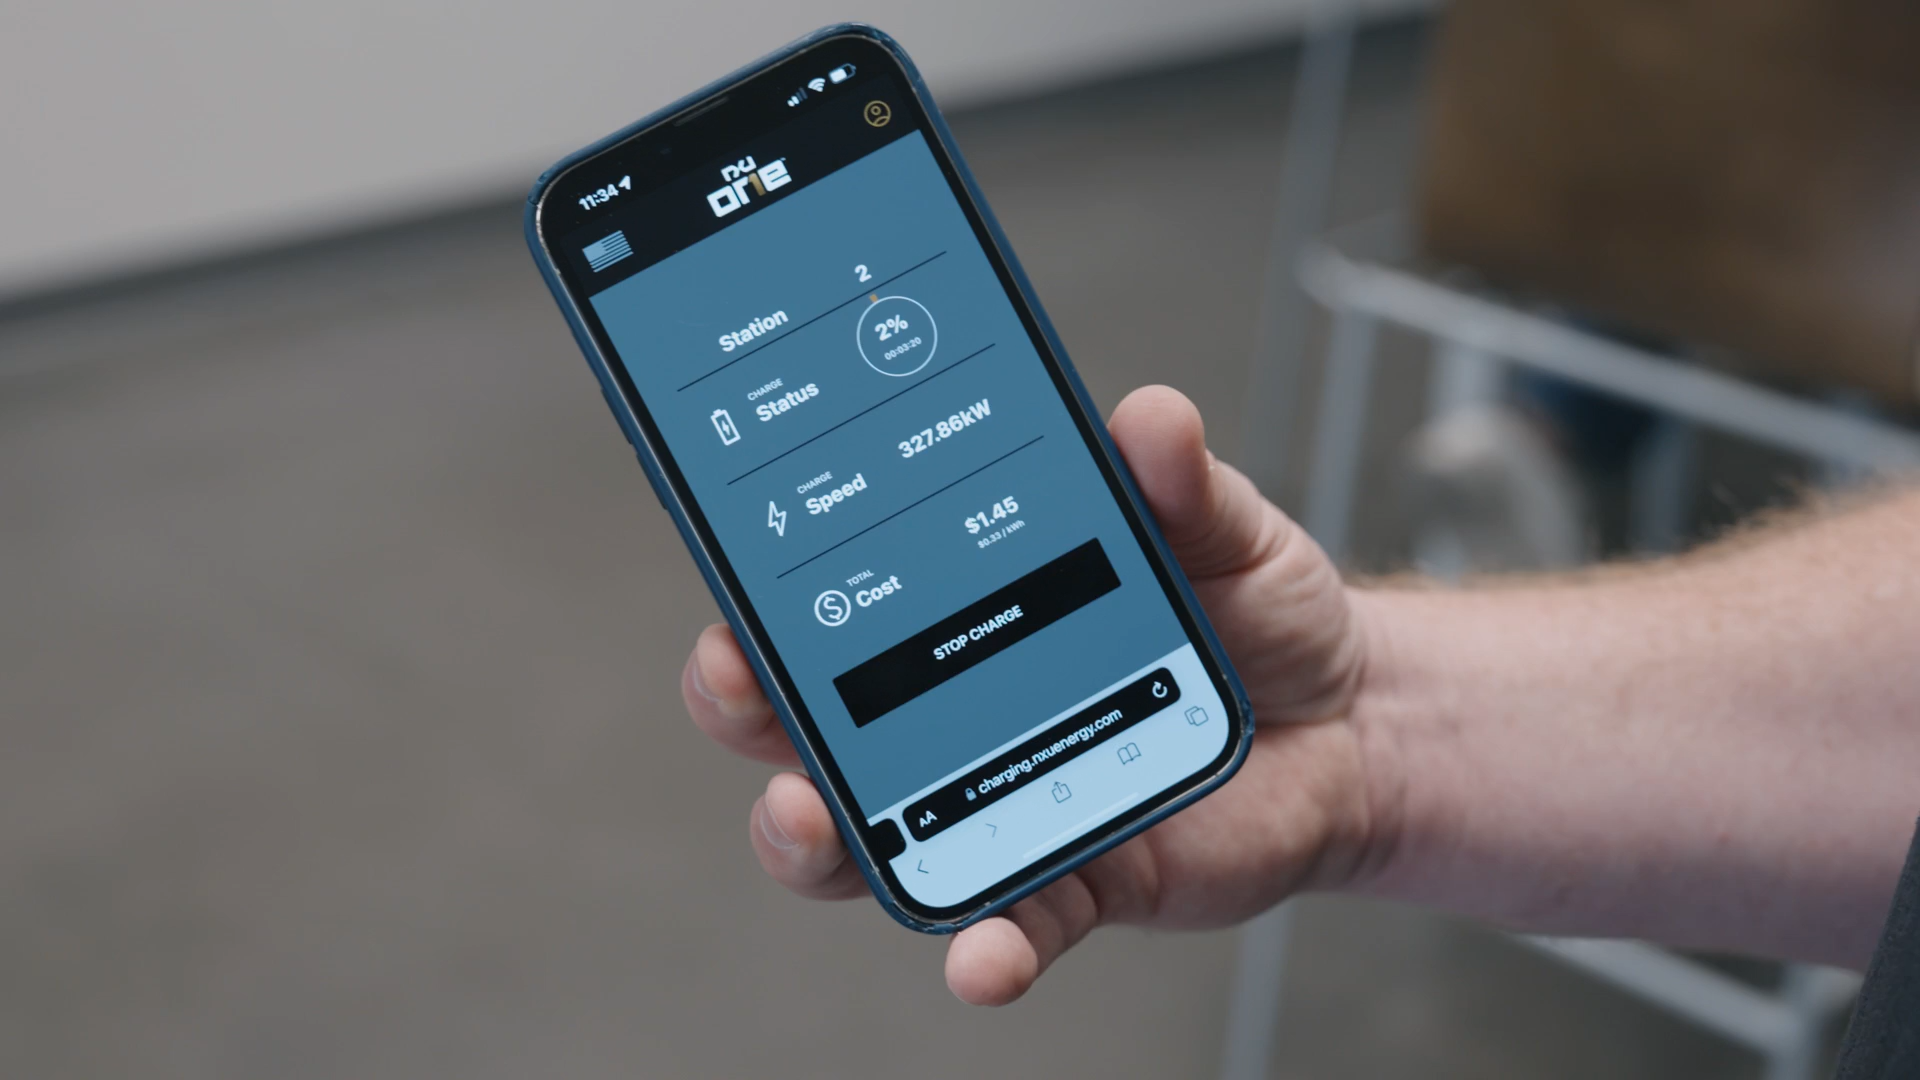 11:34
nxu
one
Station 2
CHARGE
Status
2%
00:03:20
CHARGE
Speed
327.86kW
TOTAL
Cost
$1.45
$0.33 / kWh
STOP CHARGE
AA charging.nxuenergy.com